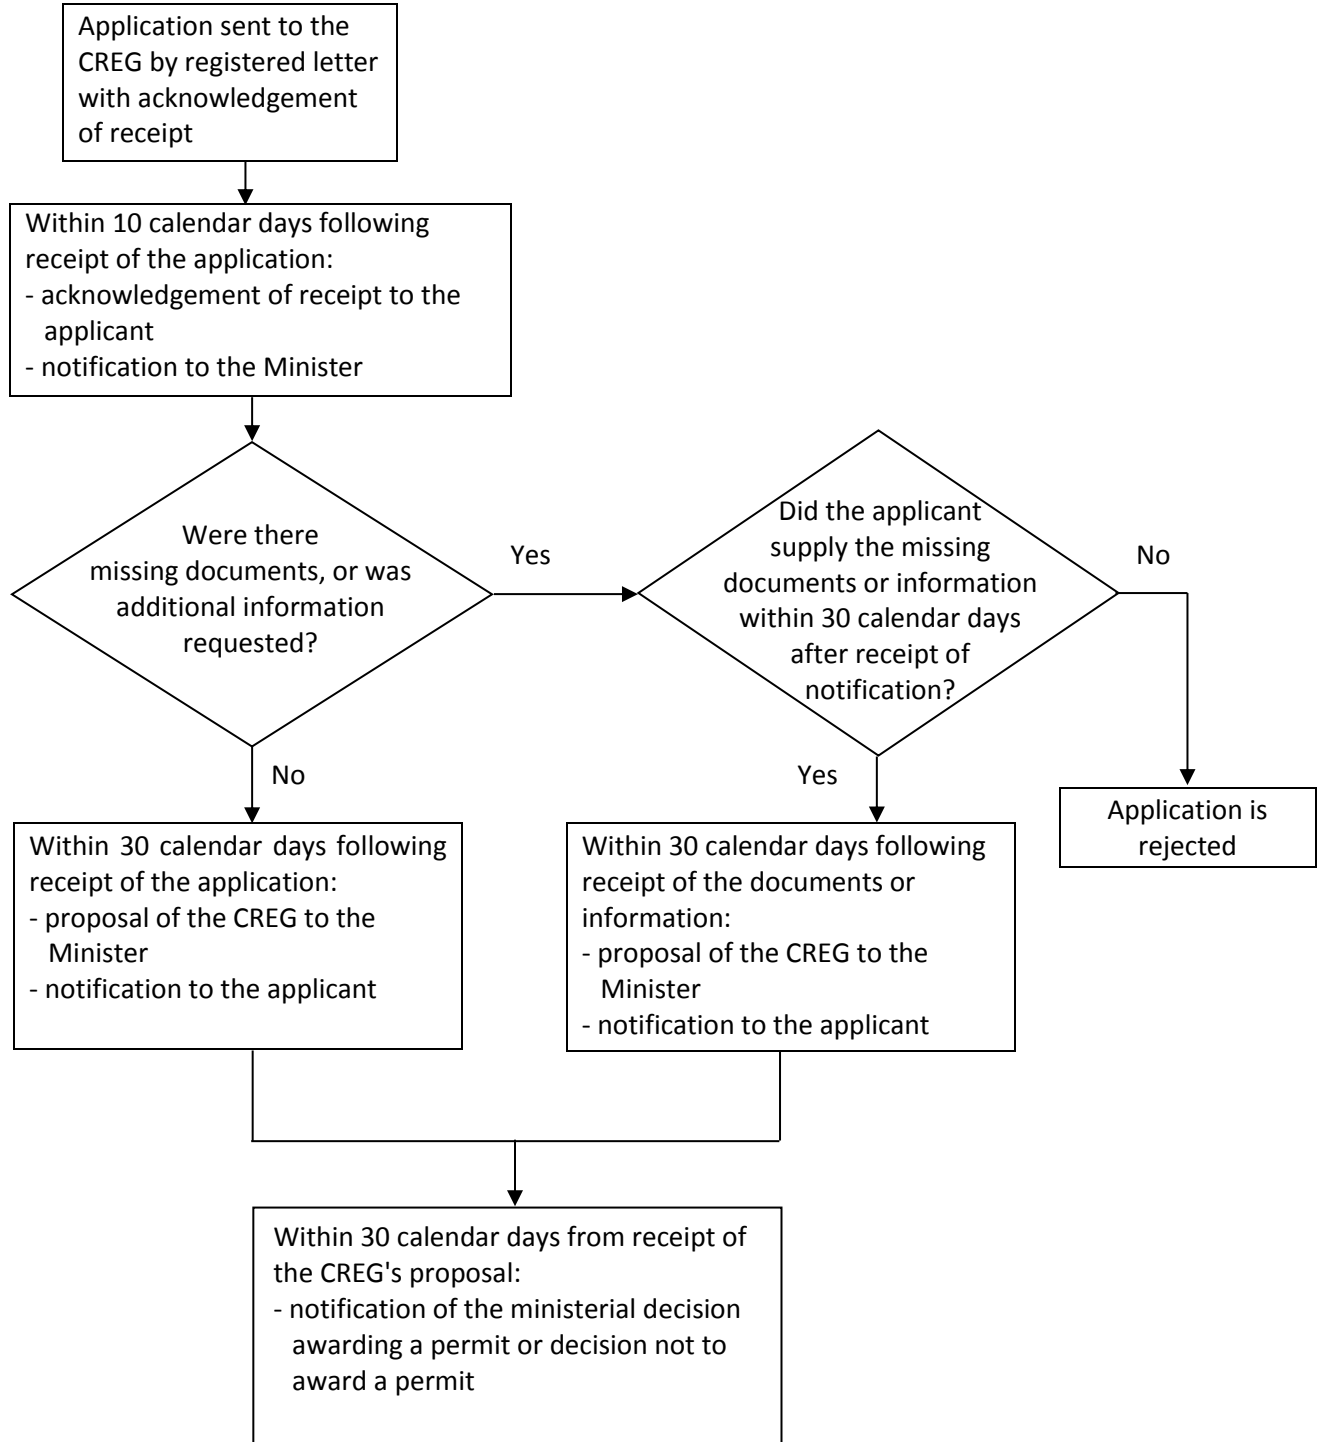 Application sent to the
CREG by registered letter
with acknowledgement
of receipt
Within 10 calendar days following
receipt of the application:
- acknowledgement of receipt to the
applicant
- notification to the Minister
Were there
missing documents, or was
additional information
requested?
Yes
Did the applicant
supply the missing
documents or information
within 30 calendar days
after receipt of
notification?
No
No
Yes
Within 30 calendar days following
receipt of the application:
- proposal of the CREG to the
Minister
- notification to the applicant
Within 30 calendar days following
receipt of the documents or
information:
- proposal of the CREG to the
Minister
- notification to the applicant
Application is
rejected
Within 30 calendar days from receipt of
the CREG's proposal:
- notification of the ministerial decision
awarding a permit or decision not to
award a permit